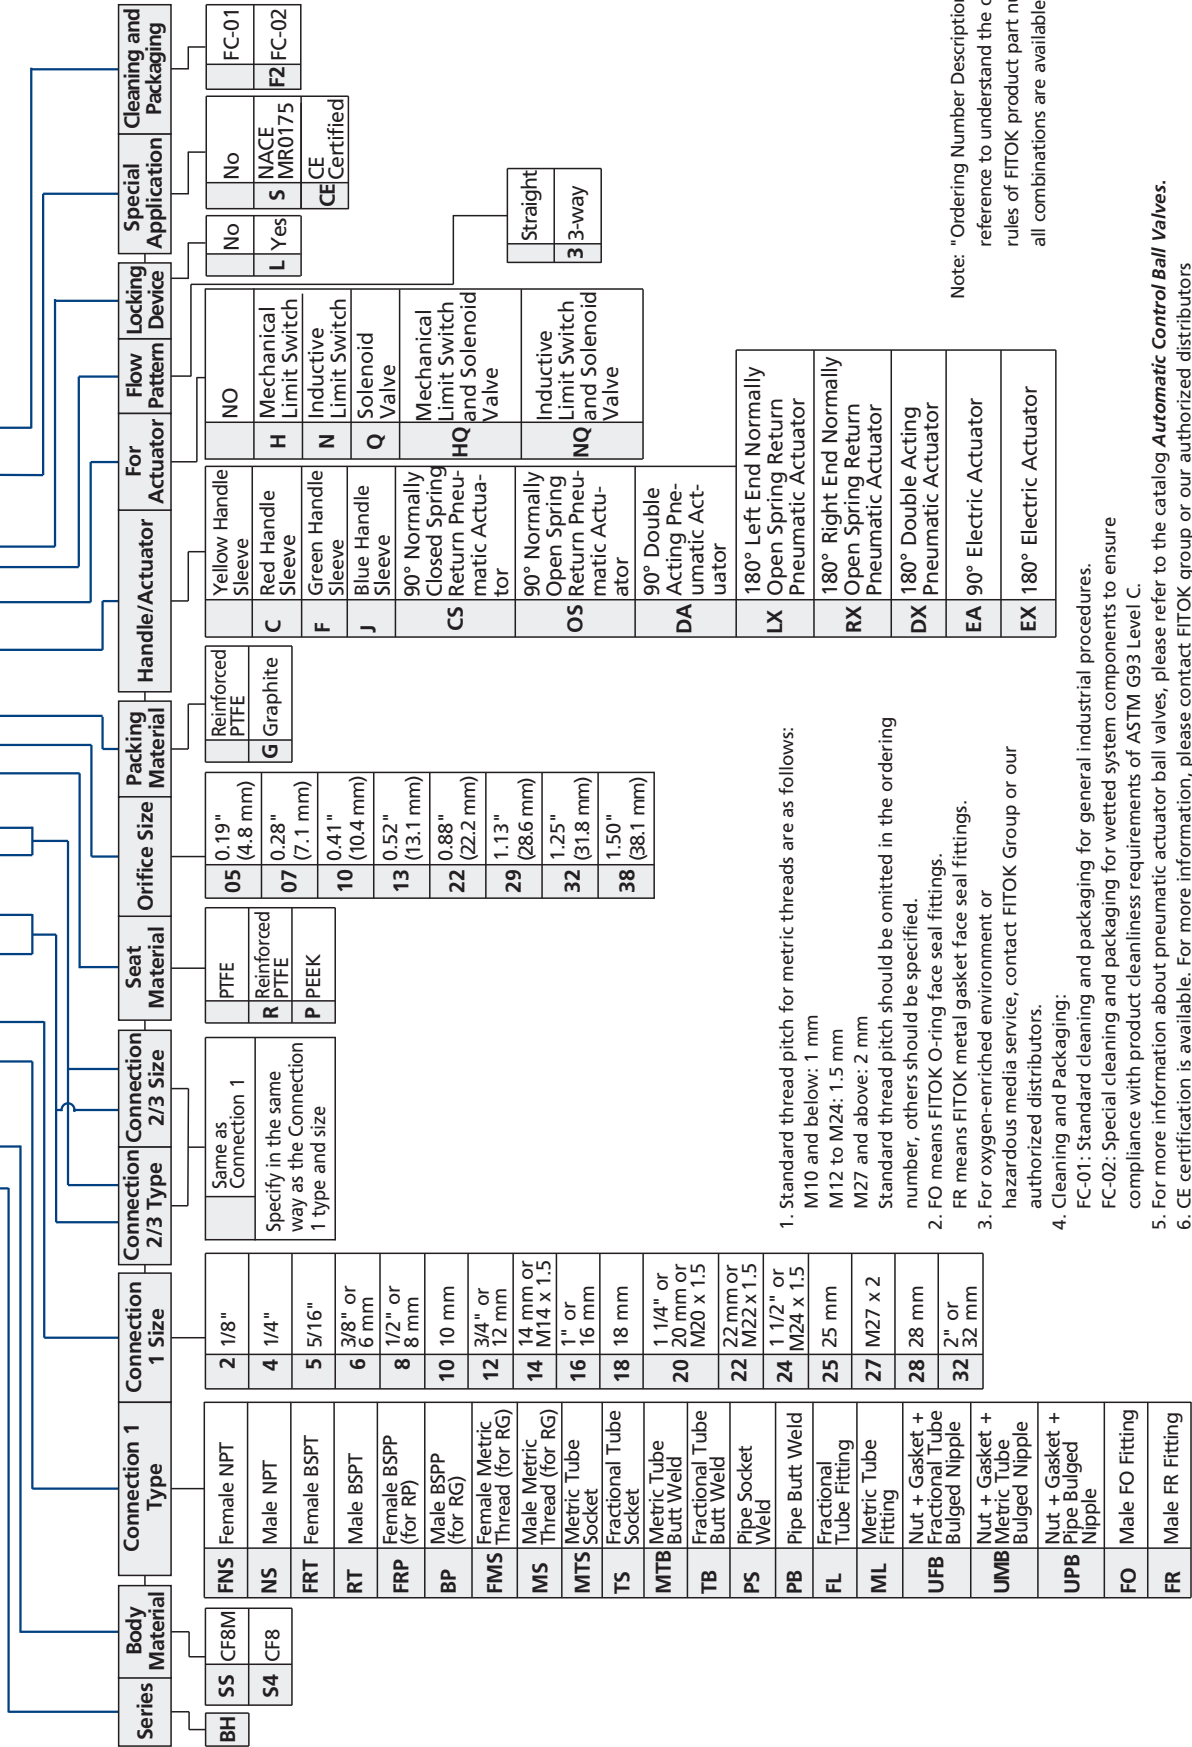 Series
Body
Material
Connection 1
Type
Connection
1 Size
Connection
2/3 Type
Connection
2/3 Size
Seat
Material
Orifice Size
Packing
Material
Handle/Actuator
For
Actuator
Flow
Pattern
Locking
Device
Special
Application
Cleaning and
Packaging
BH
SS CF8M
S4 CF8
FNS Female NPT
NS Male NPT
FRT Female BSPT
RT Male BSPT
FRP Female BSPP
(for RP)
BP Male BSPP
(for RG)
FMS Female Metric
Thread (for RG)
MS Male Metric
Thread (for RG)
MTS Metric Tube
Socket
TS Fractional Tube
Socket
MTB Metric Tube
Butt Weld
TB Fractional Tube
Butt Weld
PS Pipe Socket
Weld
PB Pipe Butt Weld
FL Fractional
Tube Fitting
ML Metric Tube
Fitting
UFB Nut + Gasket +
Fractional Tube
Bulged Nipple
UMB Nut + Gasket +
Metric Tube
Bulged Nipple
UPB Nut + Gasket +
Pipe Bulged
Nipple
FO Male FO Fitting
FR Male FR Fitting
2 1/8"
4 1/4"
5 5/16"
6 3/8" or
6 mm
8 1/2" or
8 mm
10 10 mm
12 3/4" or
12 mm
14 14 mm or
M14 x 1.5
16 1" or
16 mm
18 18 mm
20 1 1/4" or
20 mm or
M20 x 1.5
22 22 mm or
M22 x 1.5
24 1 1/2" or
M24 x 1.5
25 25 mm
27 M27 x 2
28 28 mm
32 2" or
32 mm
Same as
Connection 1
Specify in the same
way as the Connection
1 type and size
PTFE
R Reinforced
PTFE
P PEEK
05 0.19"
(4.8 mm)
07 0.28"
(7.1 mm)
10 0.41"
(10.4 mm)
13 0.52"
(13.1 mm)
22 0.88"
(22.2 mm)
29 1.13"
(28.6 mm)
32 1.25"
(31.8 mm)
38 1.50"
(38.1 mm)
Reinforced
PTFE
G Graphite
Yellow Handle
Sleeve
C Red Handle
Sleeve
F Green Handle
Sleeve
J Blue Handle
Sleeve
CS 90° Normally
Closed Spring
Return Pneu-
matic Actua-
tor
OS 90° Normally
Open Spring
Return Pneu-
matic Actu-
ator
DA 90° Double
Acting Pne-
umatic Act-
uator
LX 180° Left End Normally
Open Spring Return
Pneumatic Actuator
RX 180° Right End Normally
Open Spring Return
Pneumatic Actuator
DX 180° Double Acting
Pneumatic Actuator
EA 90° Electric Actuator
EX 180° Electric Actuator
NO
H Mechanical
Limit Switch
N Inductive
Limit Switch
Q Solenoid
Valve
HQ Mechanical
Limit Switch
and Solenoid
Valve
NQ Inductive
Limit Switch
and Solenoid
Valve
Straight
3 3-way
No
L Yes
No
S NACE
MR0175
CE CE
Certified
FC-01
F2 FC-02
1. Standard thread pitch for metric threads are as follows:
M10 and below: 1 mm
M12 to M24: 1.5 mm
M27 and above: 2 mm
Standard thread pitch should be omitted in the ordering
number, others should be specified.
2. FO means FITOK O-ring face seal fittings.
FR means FITOK metal gasket face seal fittings.
3. For oxygen-enriched environment or
hazardous media service, contact FITOK Group or our
authorized distributors.
4. Cleaning and Packaging:
FC-01: Standard cleaning and packaging for general industrial procedures.
FC-02: Special cleaning and packaging for wetted system components to ensure
compliance with product cleanliness requirements of ASTM G93 Level C.
5. For more information about pneumatic actuator ball valves, please refer to the catalog Automatic Control Ball Valves.
6. CE certification is available. For more information, please contact FITOK group or our authorized distributors
Note: "Ordering Number Description
reference to understand the
rules of FITOK product part
all combinations are available